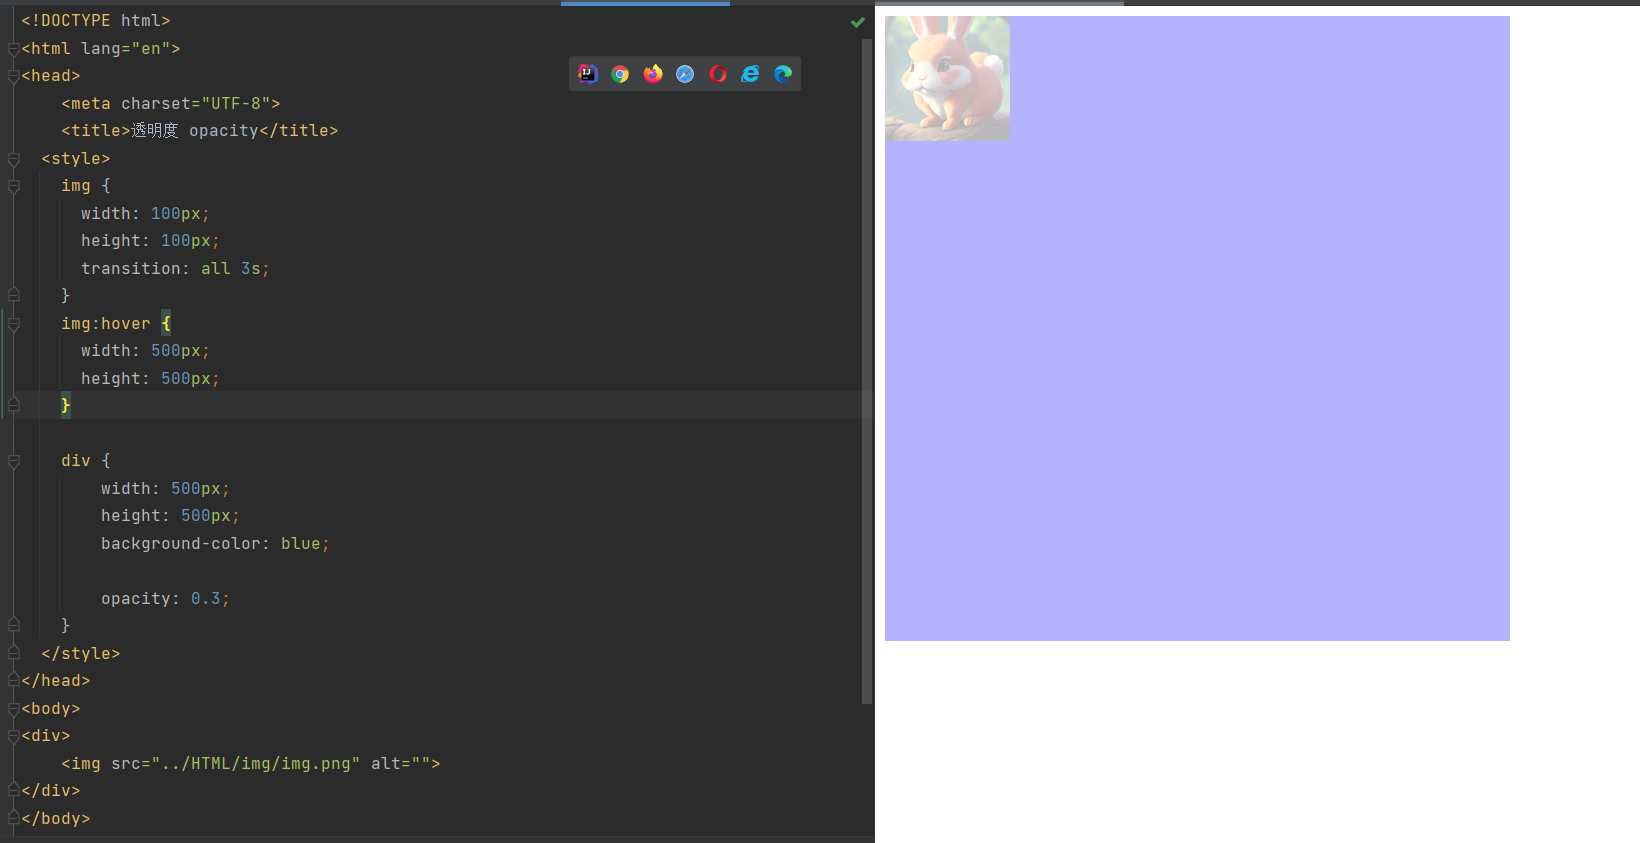 <!DOCTYPE html>
<html lang="en">
<head>
    <meta charset="UTF-8">
    <title>透明度 opacity</title>
  <style>
    img {
      width: 100px;
      height: 100px;
      transition: all 3s;
    }
    img:hover {
      width: 500px;
      height: 500px;
    }
    div {
        width: 500px;
        height: 500px;
        background-color: blue;
        opacity: 0.3;
    }
  </style>
</head>
<body>
<div>
    <img src="../HTML/img/img.png" alt="">
</div>
</body>